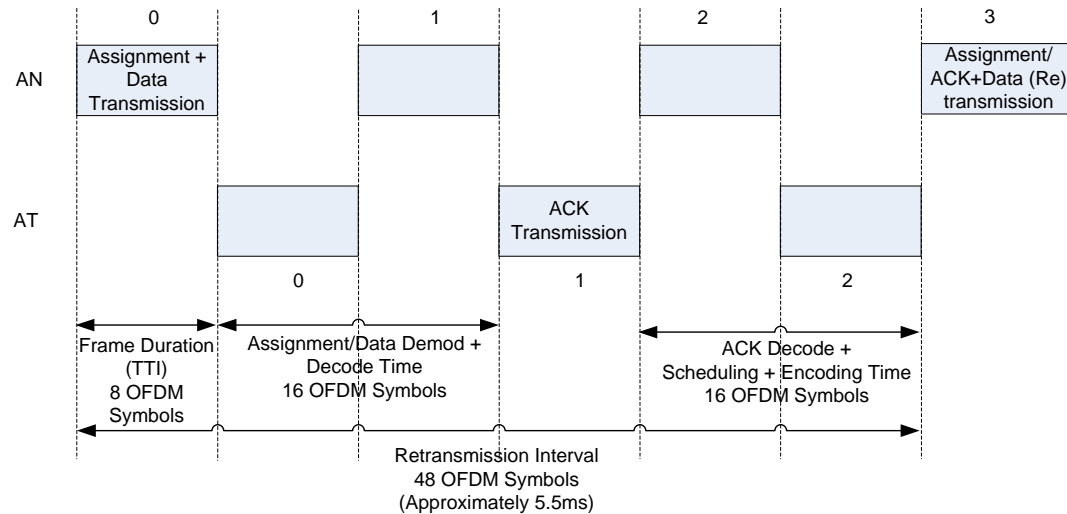 0
1
2
3
AN
Assignment +
Data
Transmission
Assignment/
ACK+Data (Re)
transmission
AT
ACK
Transmission
0
1
2
Frame Duration
(TTI)
8 OFDM
Symbols
Assignment/Data Demod +
Decode Time
16 OFDM Symbols
ACK Decode +
Scheduling + Encoding Time
16 OFDM Symbols
Retransmission Interval
48 OFDM Symbols
(Approximately 5.5ms)